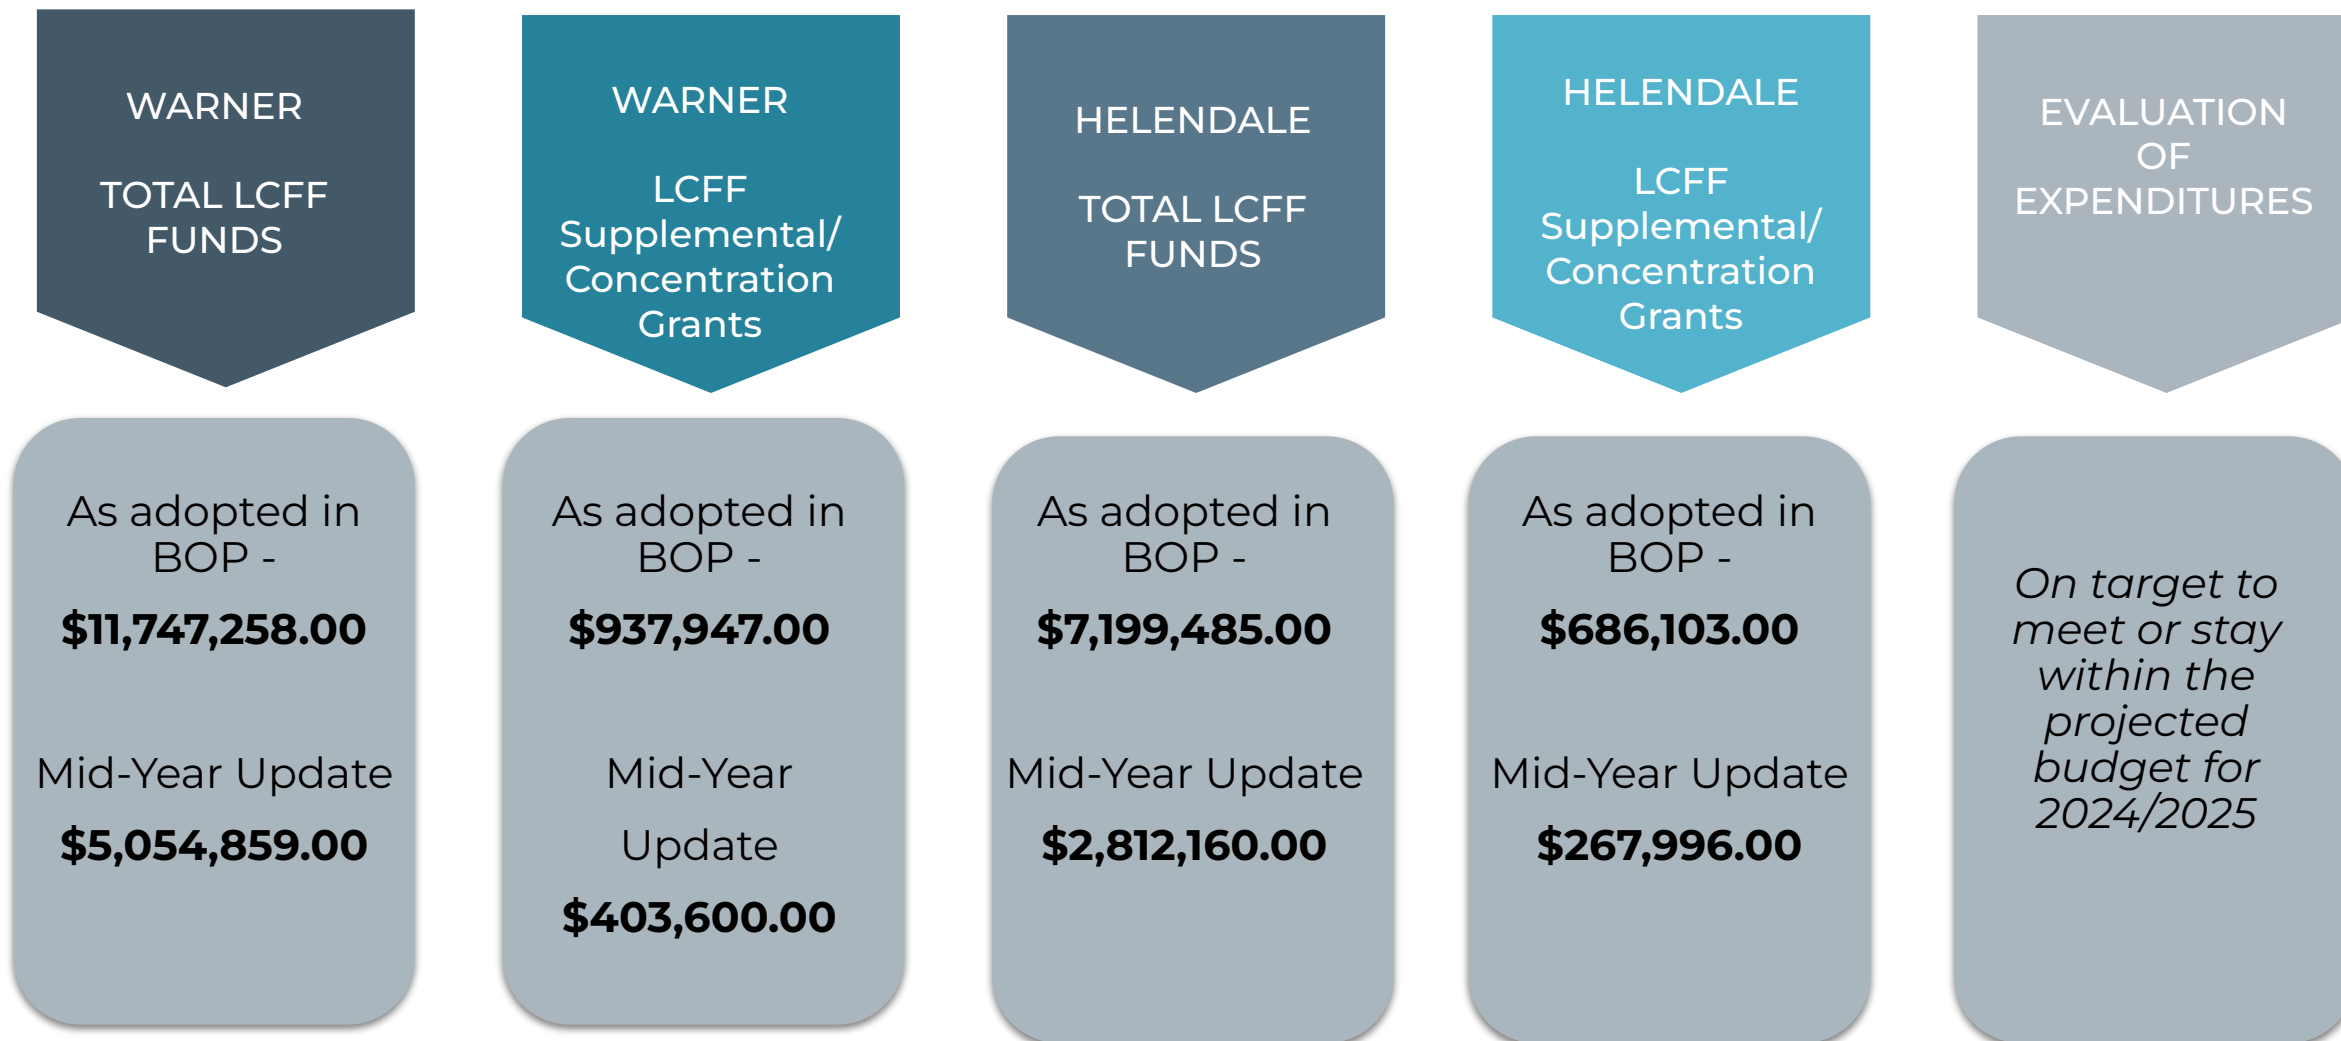 WARNER
TOTAL LCFF
FUNDS
As adopted in
BOP -
$11,747,258.00
Mid-Year Update
$5,054,859.00
WARNER
LCFF
Supplemental/
Concentration
Grants
As adopted in
BOP -
$937,947.00
Mid-Year
Update
$403,600.00
HELENDALE
TOTAL LCFF
FUNDS
As adopted in
BOP -
$7,199,485.00
Mid-Year Update
$2,812,160.00
HELENDALE
LCFF
Supplemental/
Concentration
Grants
As adopted in
BOP -
$686,103.00
Mid-Year Update
$267,996.00
EVALUATION
OF
EXPENDITURES
On target to
meet or stay
within the
projected
budget for
2024/2025